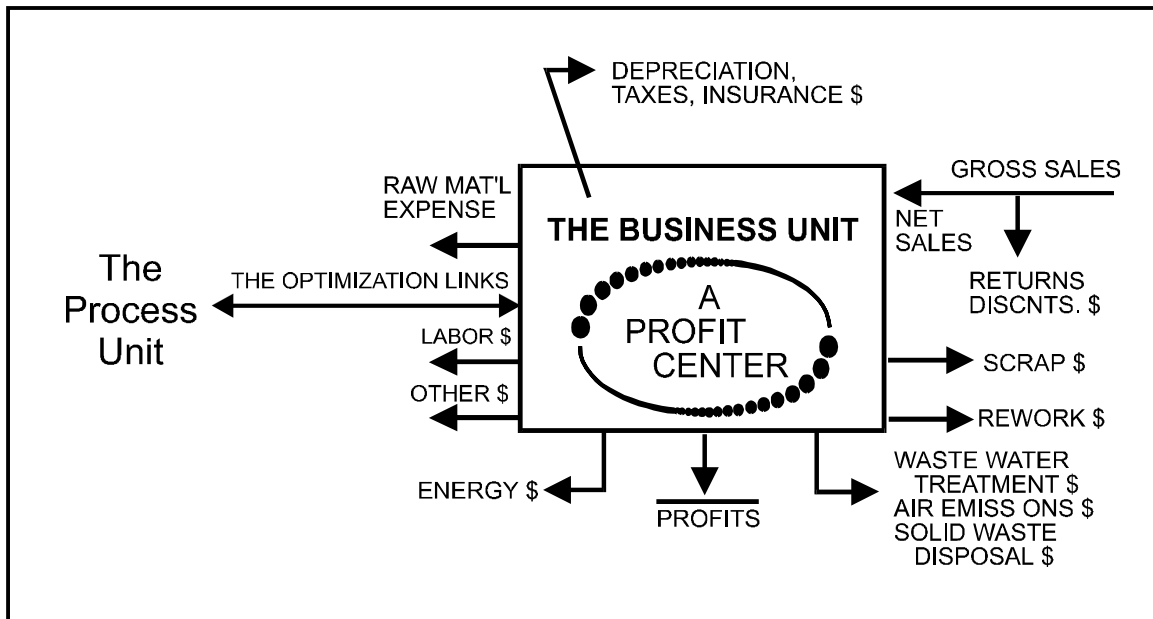 DEPRECIATION,
TAXES, INSURANCE $
RAW MAT'L
EXPENSE
GROSS SALES
NET
SALES
THE BUSINESS UNIT
The
Process
Unit
THE OPTIMIZATION LINKS
A
PROFIT
CENTER
RETURNS
DISCNTS. $
LABOR $
SCRAP $
OTHER $
REWORK $
ENERGY $
PROFITS
WASTE WATER
TREATMENT $
AIR EMISS ONS $
SOLID WASTE
DISPOSAL $